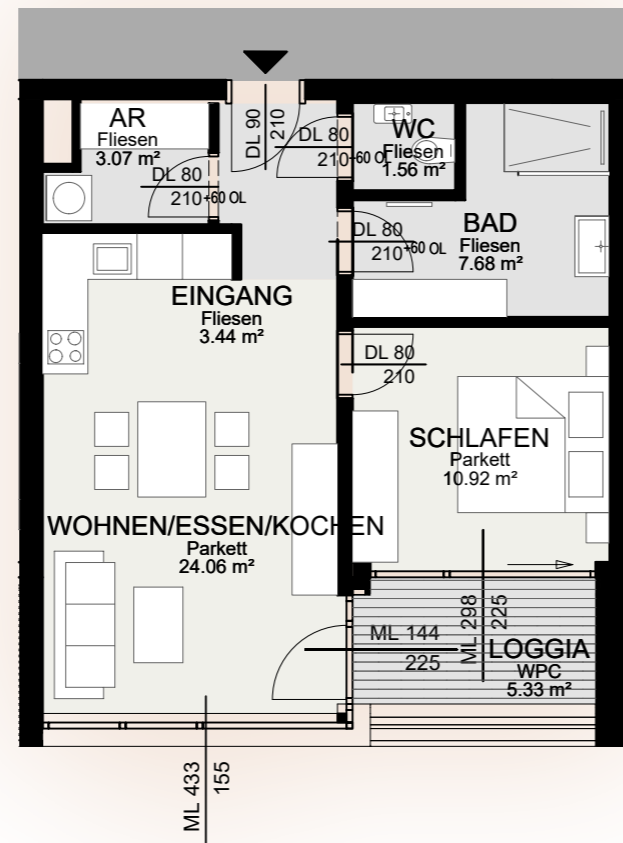 AR
Fliesen
3.07 m²
DL 80
210+60 OL
DL 90
210
DL 80
210+60 OL
WC
Fliesen
1.56 m²
DL 80
210+60 OL
BAD
Fliesen
7.68 m²
EINGANG
Fliesen
3.44 m²
DL 80
210
SCHLAFEN
Parkett
10.92 m²
WOHNEN/ESSEN/KOCHEN
Parkett
24.06 m²
ML 144
225
ML 298
225
LOGGIA
WPC
5.33 m²
ML 433
155